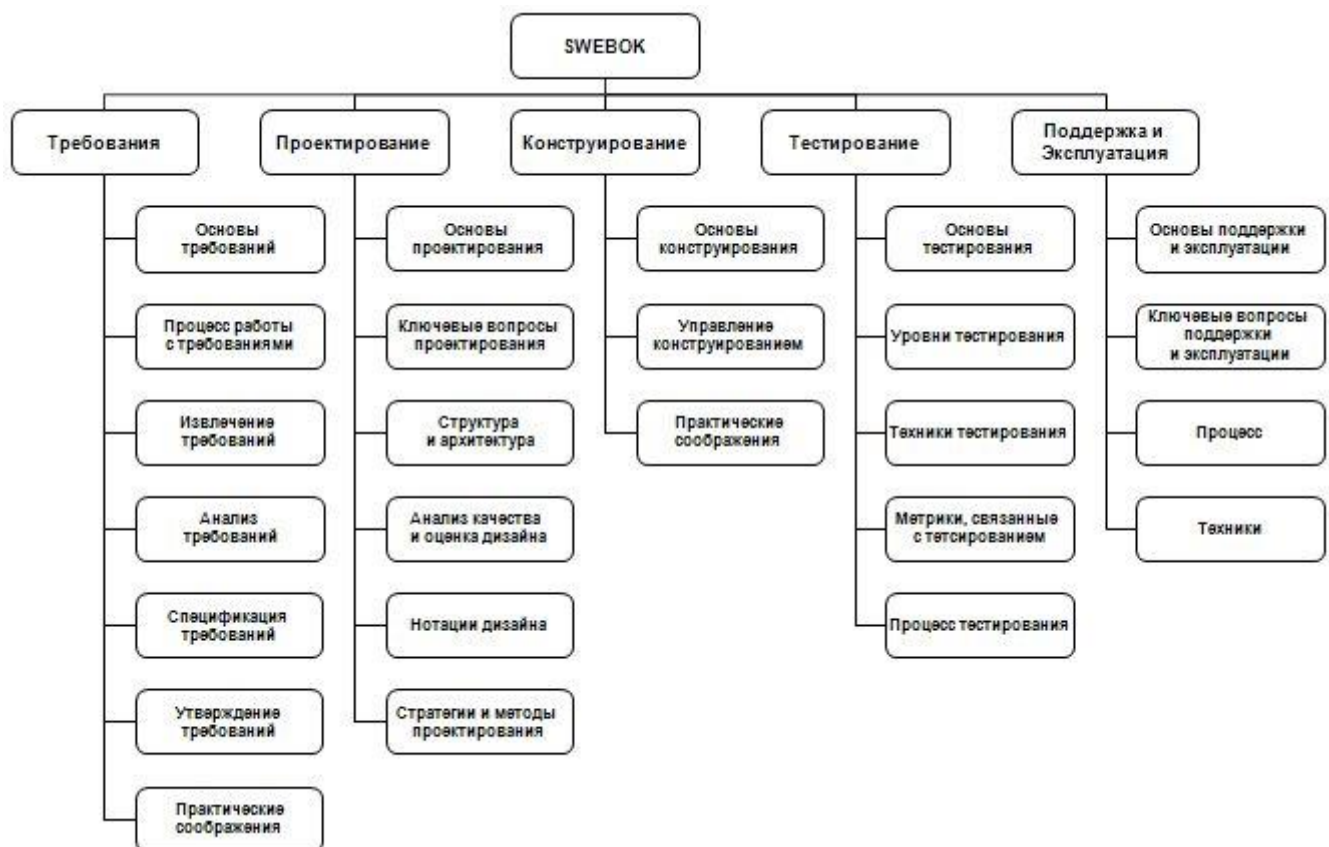 SWEBOK
Требования
Проектирование
Конструирование
Тестирование
Поддержка и
Эксплуатация
Основы
требований
Процесс работы
с требованиями
Извлечение
требований
Анализ
требований
Спецификация
требований
Утверждение
требований
Практические
соображения
Основы
проектирования
Ключевые вопросы
проектирования
Структура
и архитектура
Анализ качества
и оценка дизайна
Нотации дизайна
Стратегии и методы
проектирования
Основы
конструирования
Управление
конструированием
Практические
соображения
Основы
тестирования
Уровни тестирования
Техники тестирования
Метрики, связанные
с тетсированием
Процесс тестирования
Основы поддержки
и эксплуатации
Ключевые вопросы
поддержки
и эксплуатации
Процесс
Техники